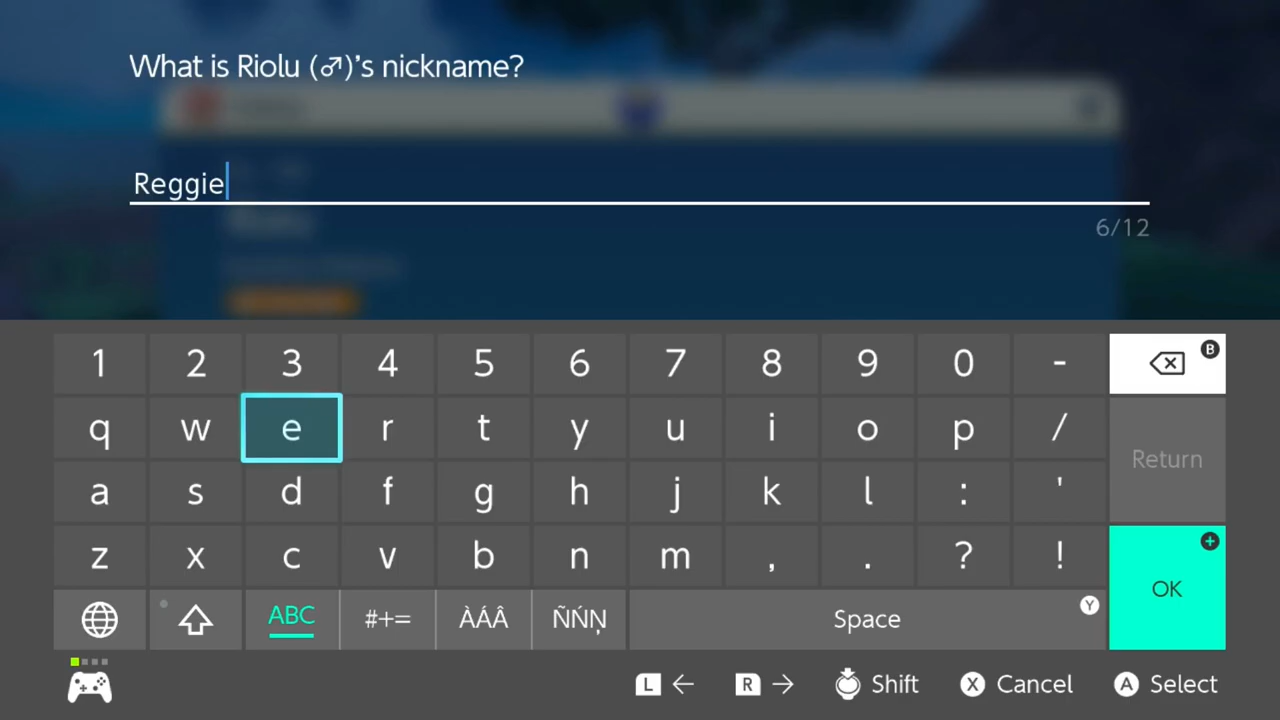 What is Riolu (♂)'s nickname?
Reggie
6/12
1 2 3 4 5 6 7 8 9 0 - B
q w e r t y u i o p /
Return
a s d f g h j k l : '
z x c v b n m , . ? ! +
OK
ABC #+= ÀÁÂ ÑŃŅ Space Y
L ← R → Shift X Cancel A Select